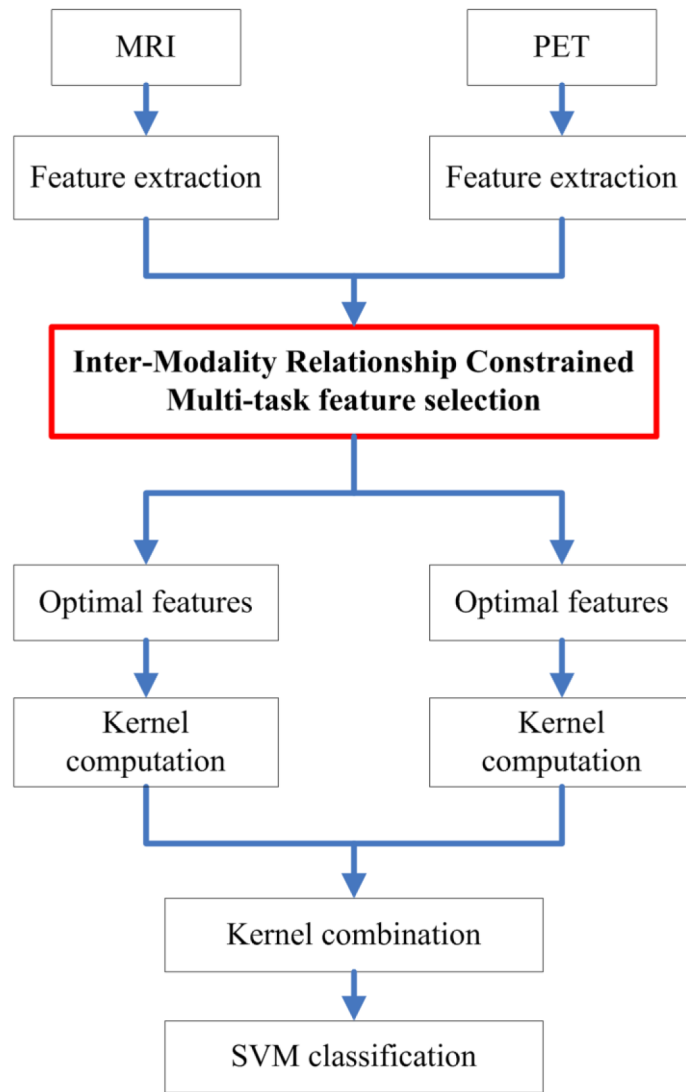 MRI
PET
Feature extraction
Feature extraction
Inter-Modality Relationship Constrained
Multi-task feature selection
Optimal features
Optimal features
Kernel
computation
Kernel
computation
Kernel combination
SVM classification